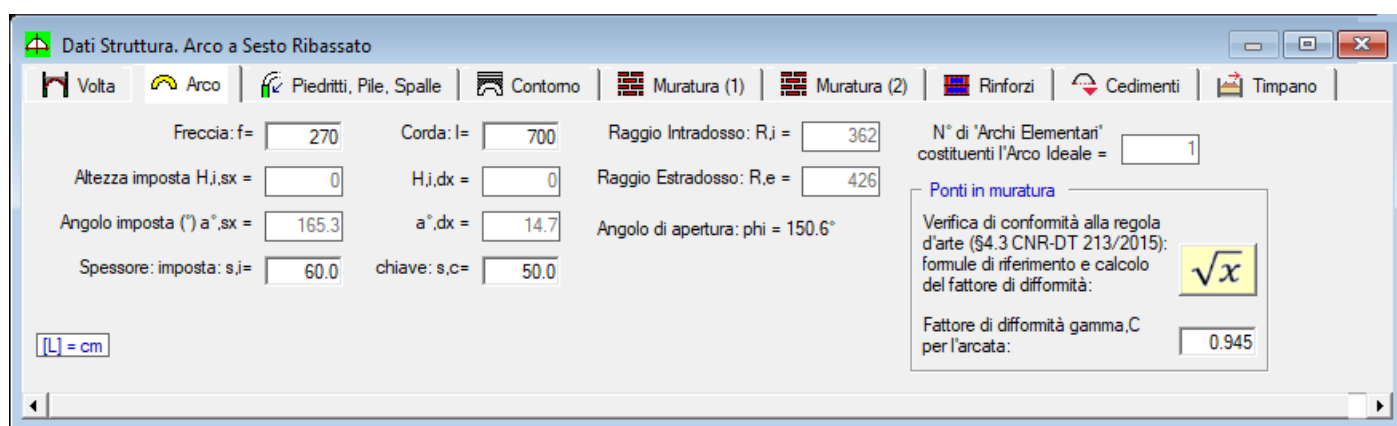 Dati Struttura. Arco a Sesto Ribassato
Volta Arco Piedritti, Pile, Spalle Contorno Muratura (1) Muratura (2) Rinforzi Cedimenti Timpano
Freccia: f= 270 Corda: l= 700 Raggio Intradosso: R,i = 362
Altezza imposta H,i,sx = 0 H,i,dx = 0 Raggio Estradosso: R,e = 426
Angolo imposta (°) a°,sx = 165.3 a°,dx = 14.7 Angolo di apertura: phi = 150.6°
Spessore: imposta: s,i= 60.0 chiave: s,c= 50.0
[L] = cm
N° di 'Archi Elementari'
costituenti l'Arco Ideale = 1
Ponti in muratura
Verifica di conformità alla regola
d'arte (§4.3 CNR-DT 213/2015):
formule di riferimento e calcolo
del fattore di difformità:
√x
Fattore di difformità gamma,C
per l'arcata: 0.945